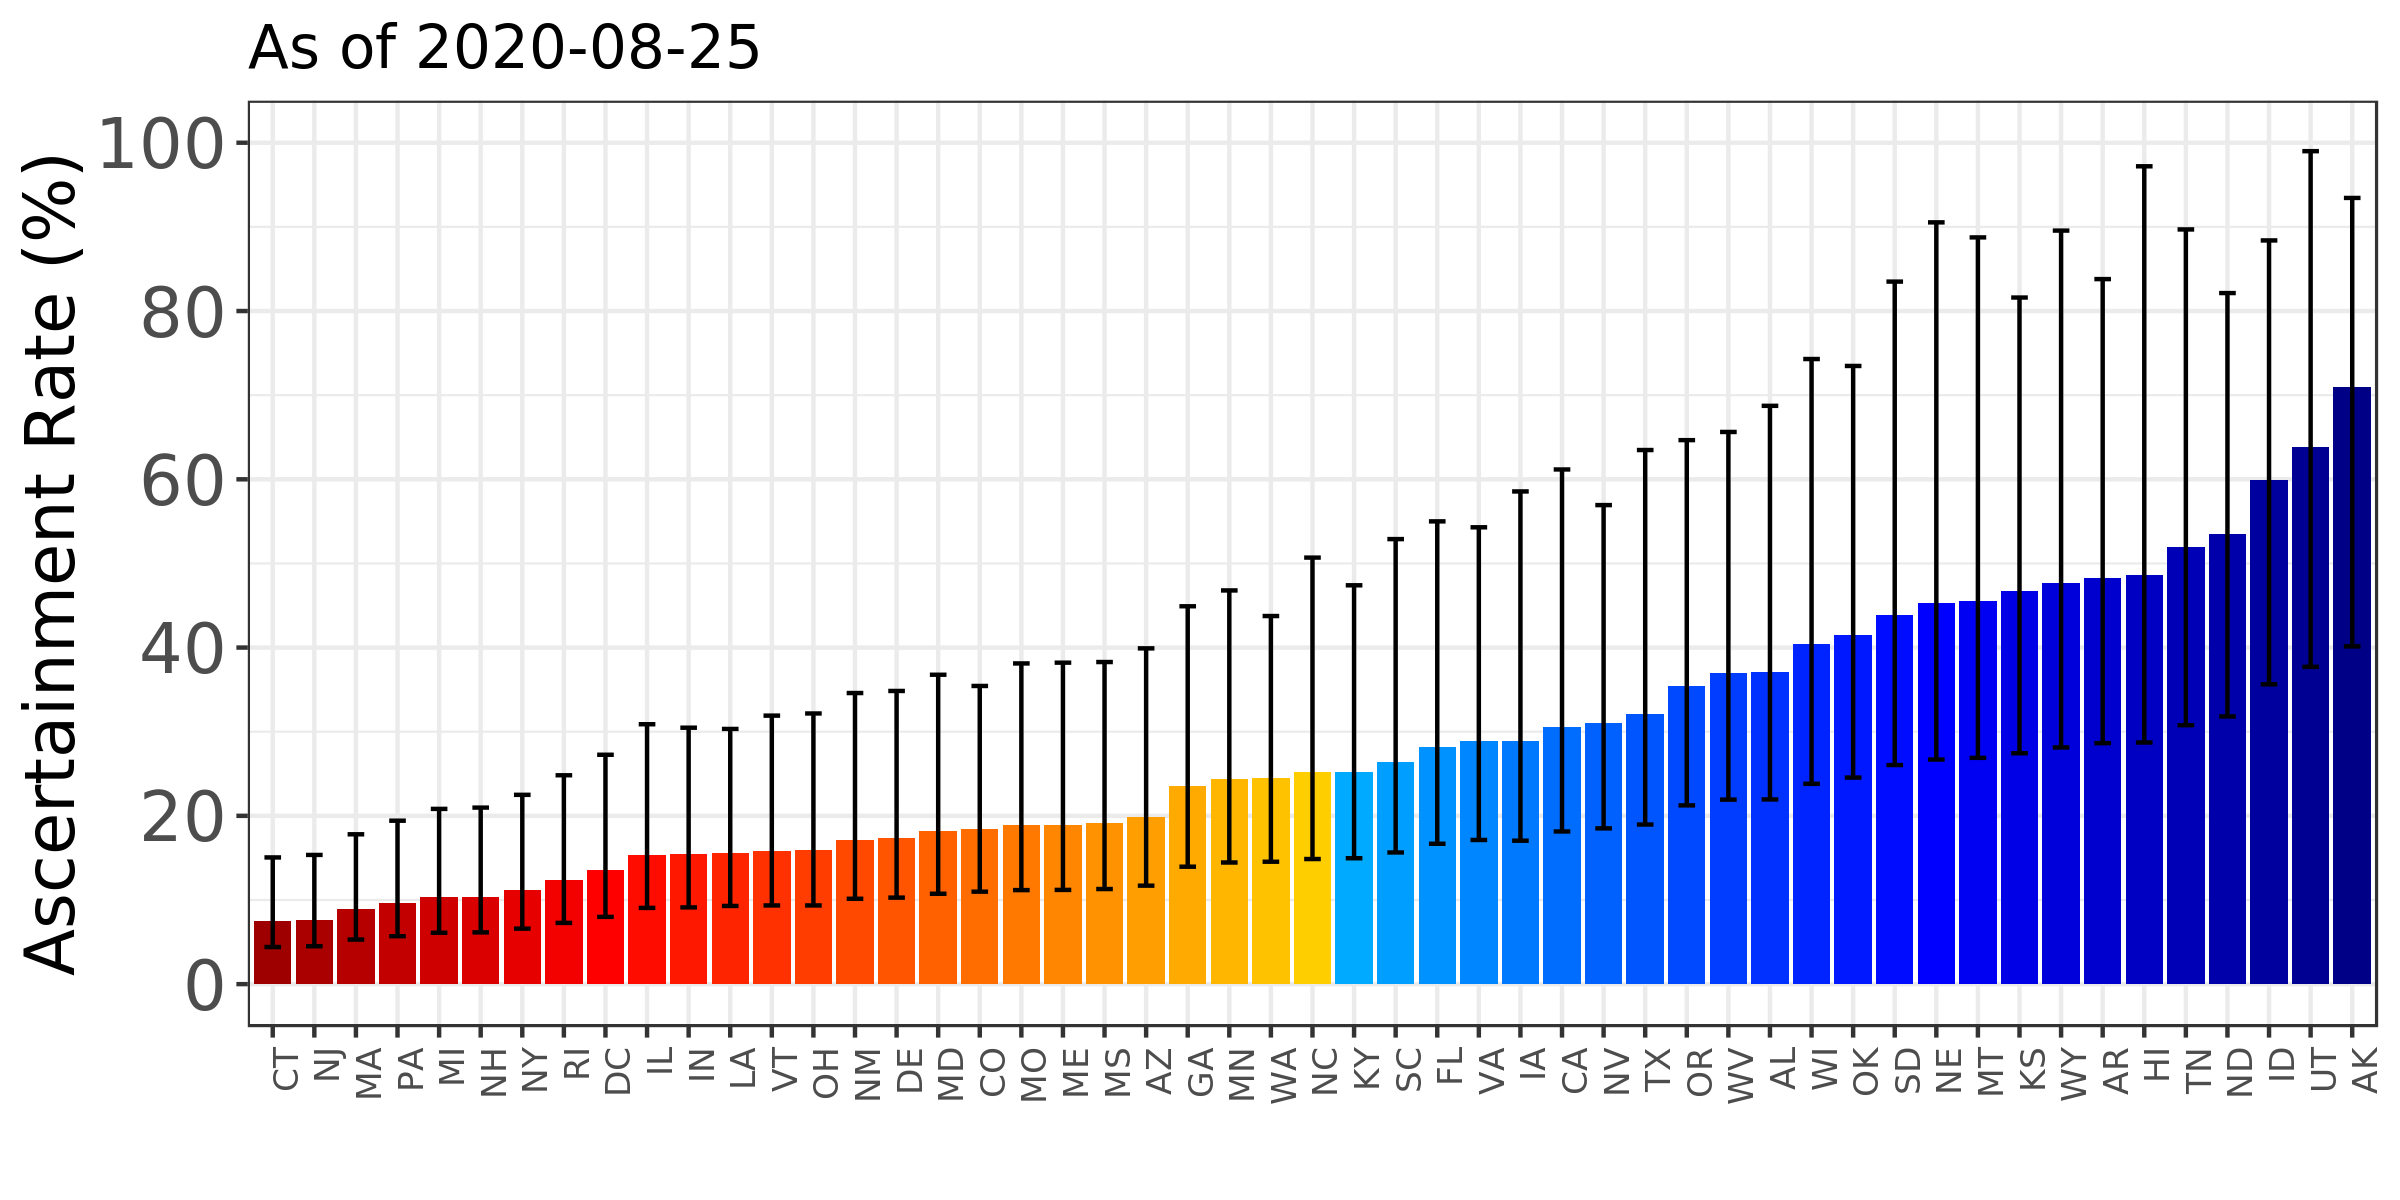 As of 2020-08-25
Ascertainment Rate (%)
100
80
60
40
20
0
CT NJ MA PA MI NH NY RI DC IL IN LA VT OH NM DE MD CO MO ME MS AZ GA MN WA NC KY SC FL VA IA CA NV TX OR WV AL WI OK SD NE MT KS WY AR HI TN ND ID UT AK